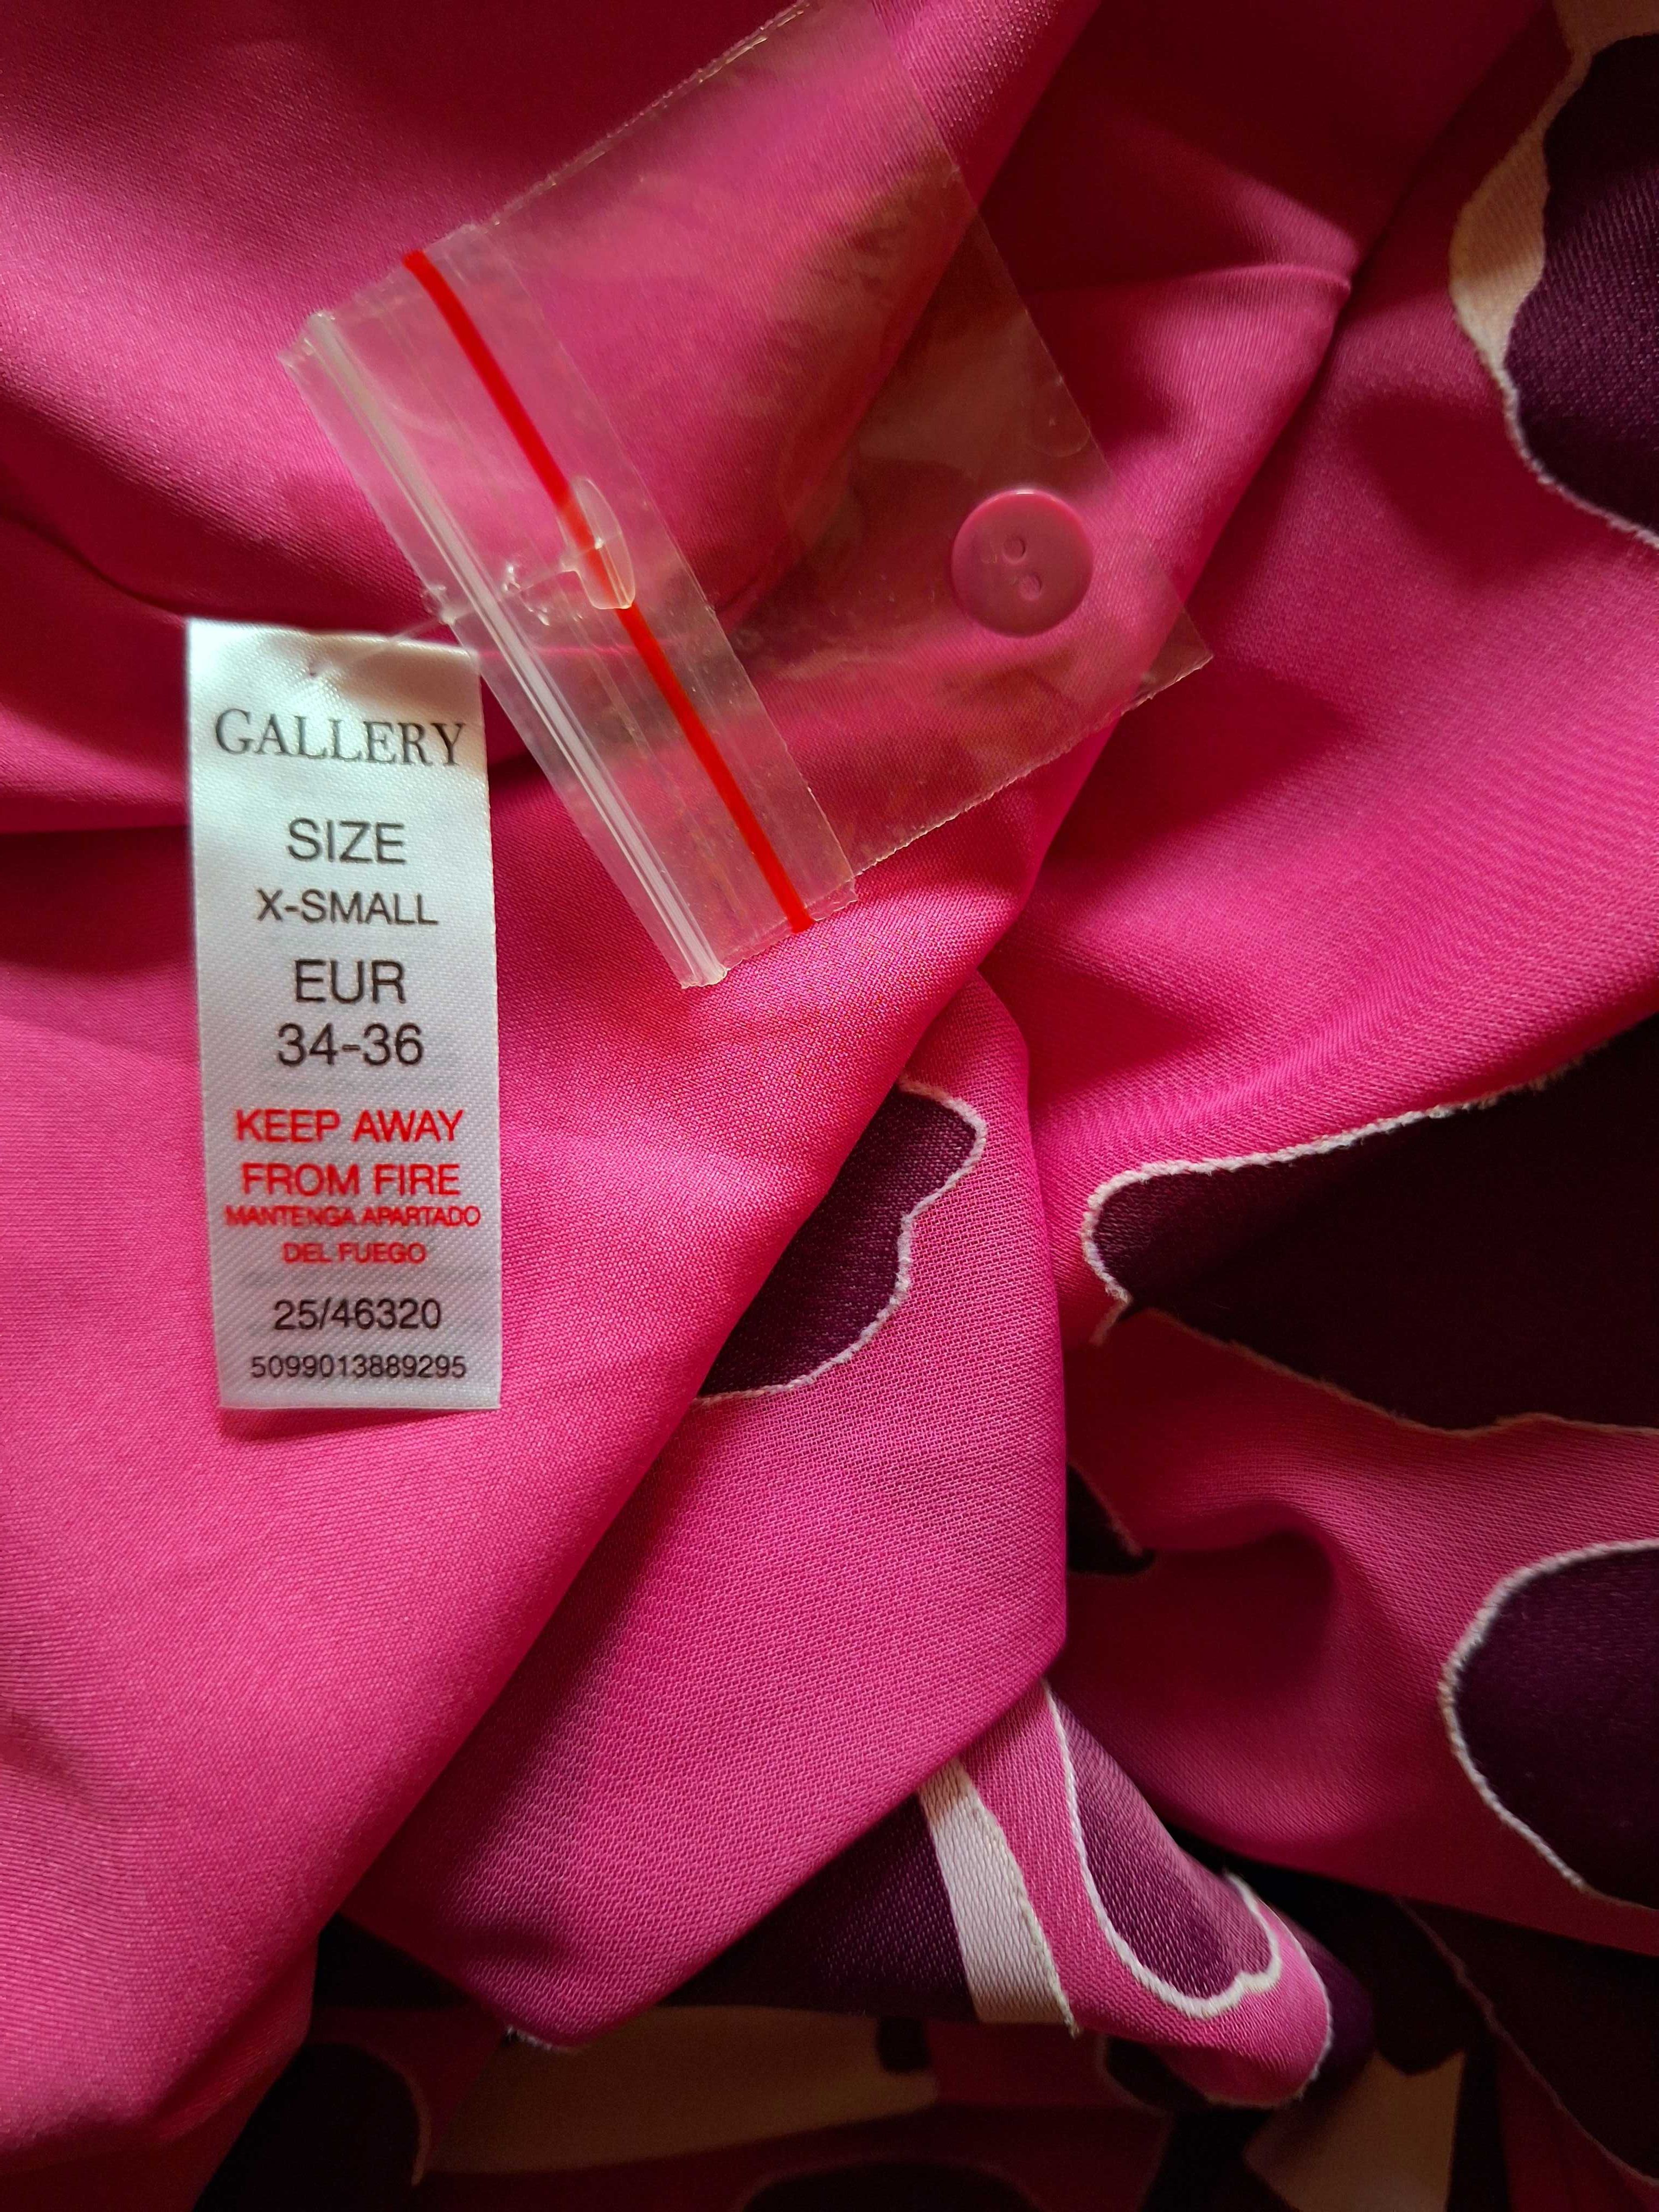 GALLERY
SIZE
X-SMALL
EUR
34-36
KEEP AWAY
FROM FIRE
MANTENGA APARTADO
DEL FUEGO
25/46320
5099013889295